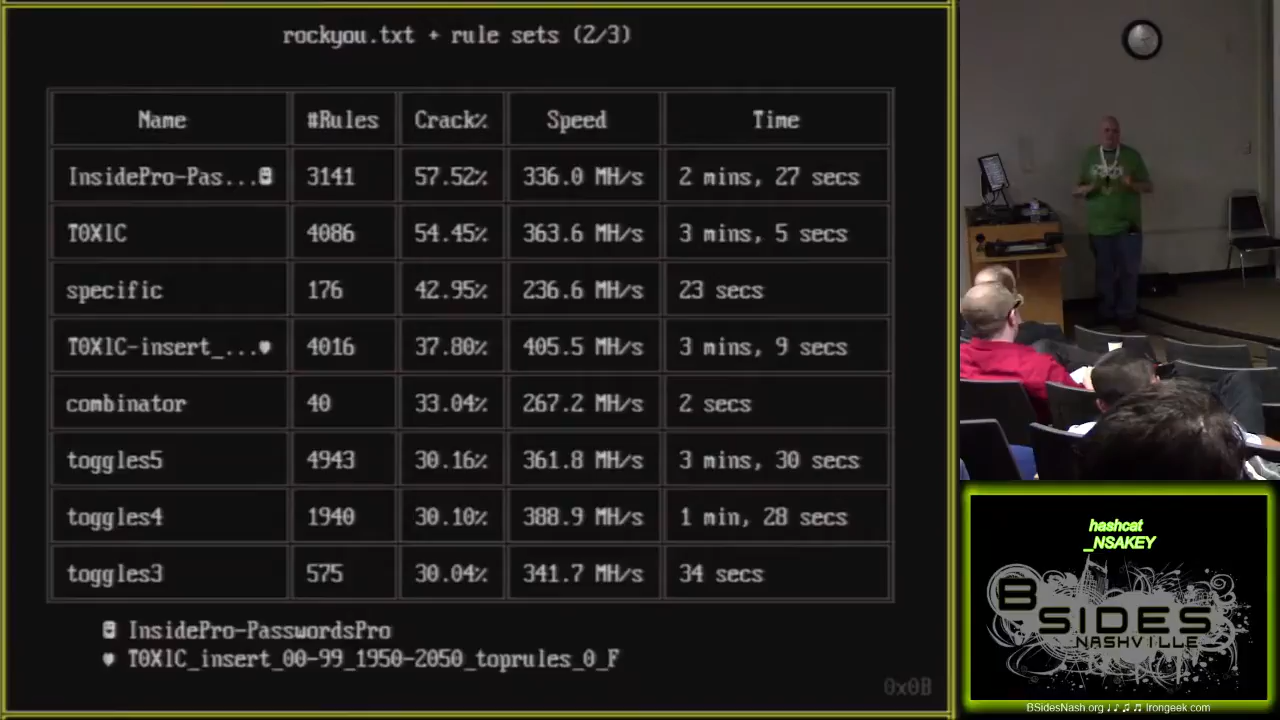 rockyou.txt + rule sets (2/3)
Name #Rules Crack% Speed Time
InsidePro-Pas... 3141 57.52% 336.0 MH/s 2 mins, 27 secs
T0X1C 4086 54.45% 363.6 MH/s 3 mins, 5 secs
specific 176 42.95% 236.6 MH/s 23 secs
T0X1C-insert_...♥ 4016 37.80% 405.5 MH/s 3 mins, 9 secs
combinator 40 33.04% 267.2 MH/s 2 secs
toggles5 4943 30.16% 361.8 MH/s 3 mins, 30 secs
toggles4 1940 30.10% 388.9 MH/s 1 min, 28 secs
toggles3 575 30.04% 341.7 MH/s 34 secs
InsidePro-PasswordsPro
♥ T0X1C_insert_00-99_1950-2050_toprules_0_F
0x0B
hashcat
_NSAKEY
BSIDES
NASHVILLE
BSidesNash.org ♩♪♫♬ Irongeek.com